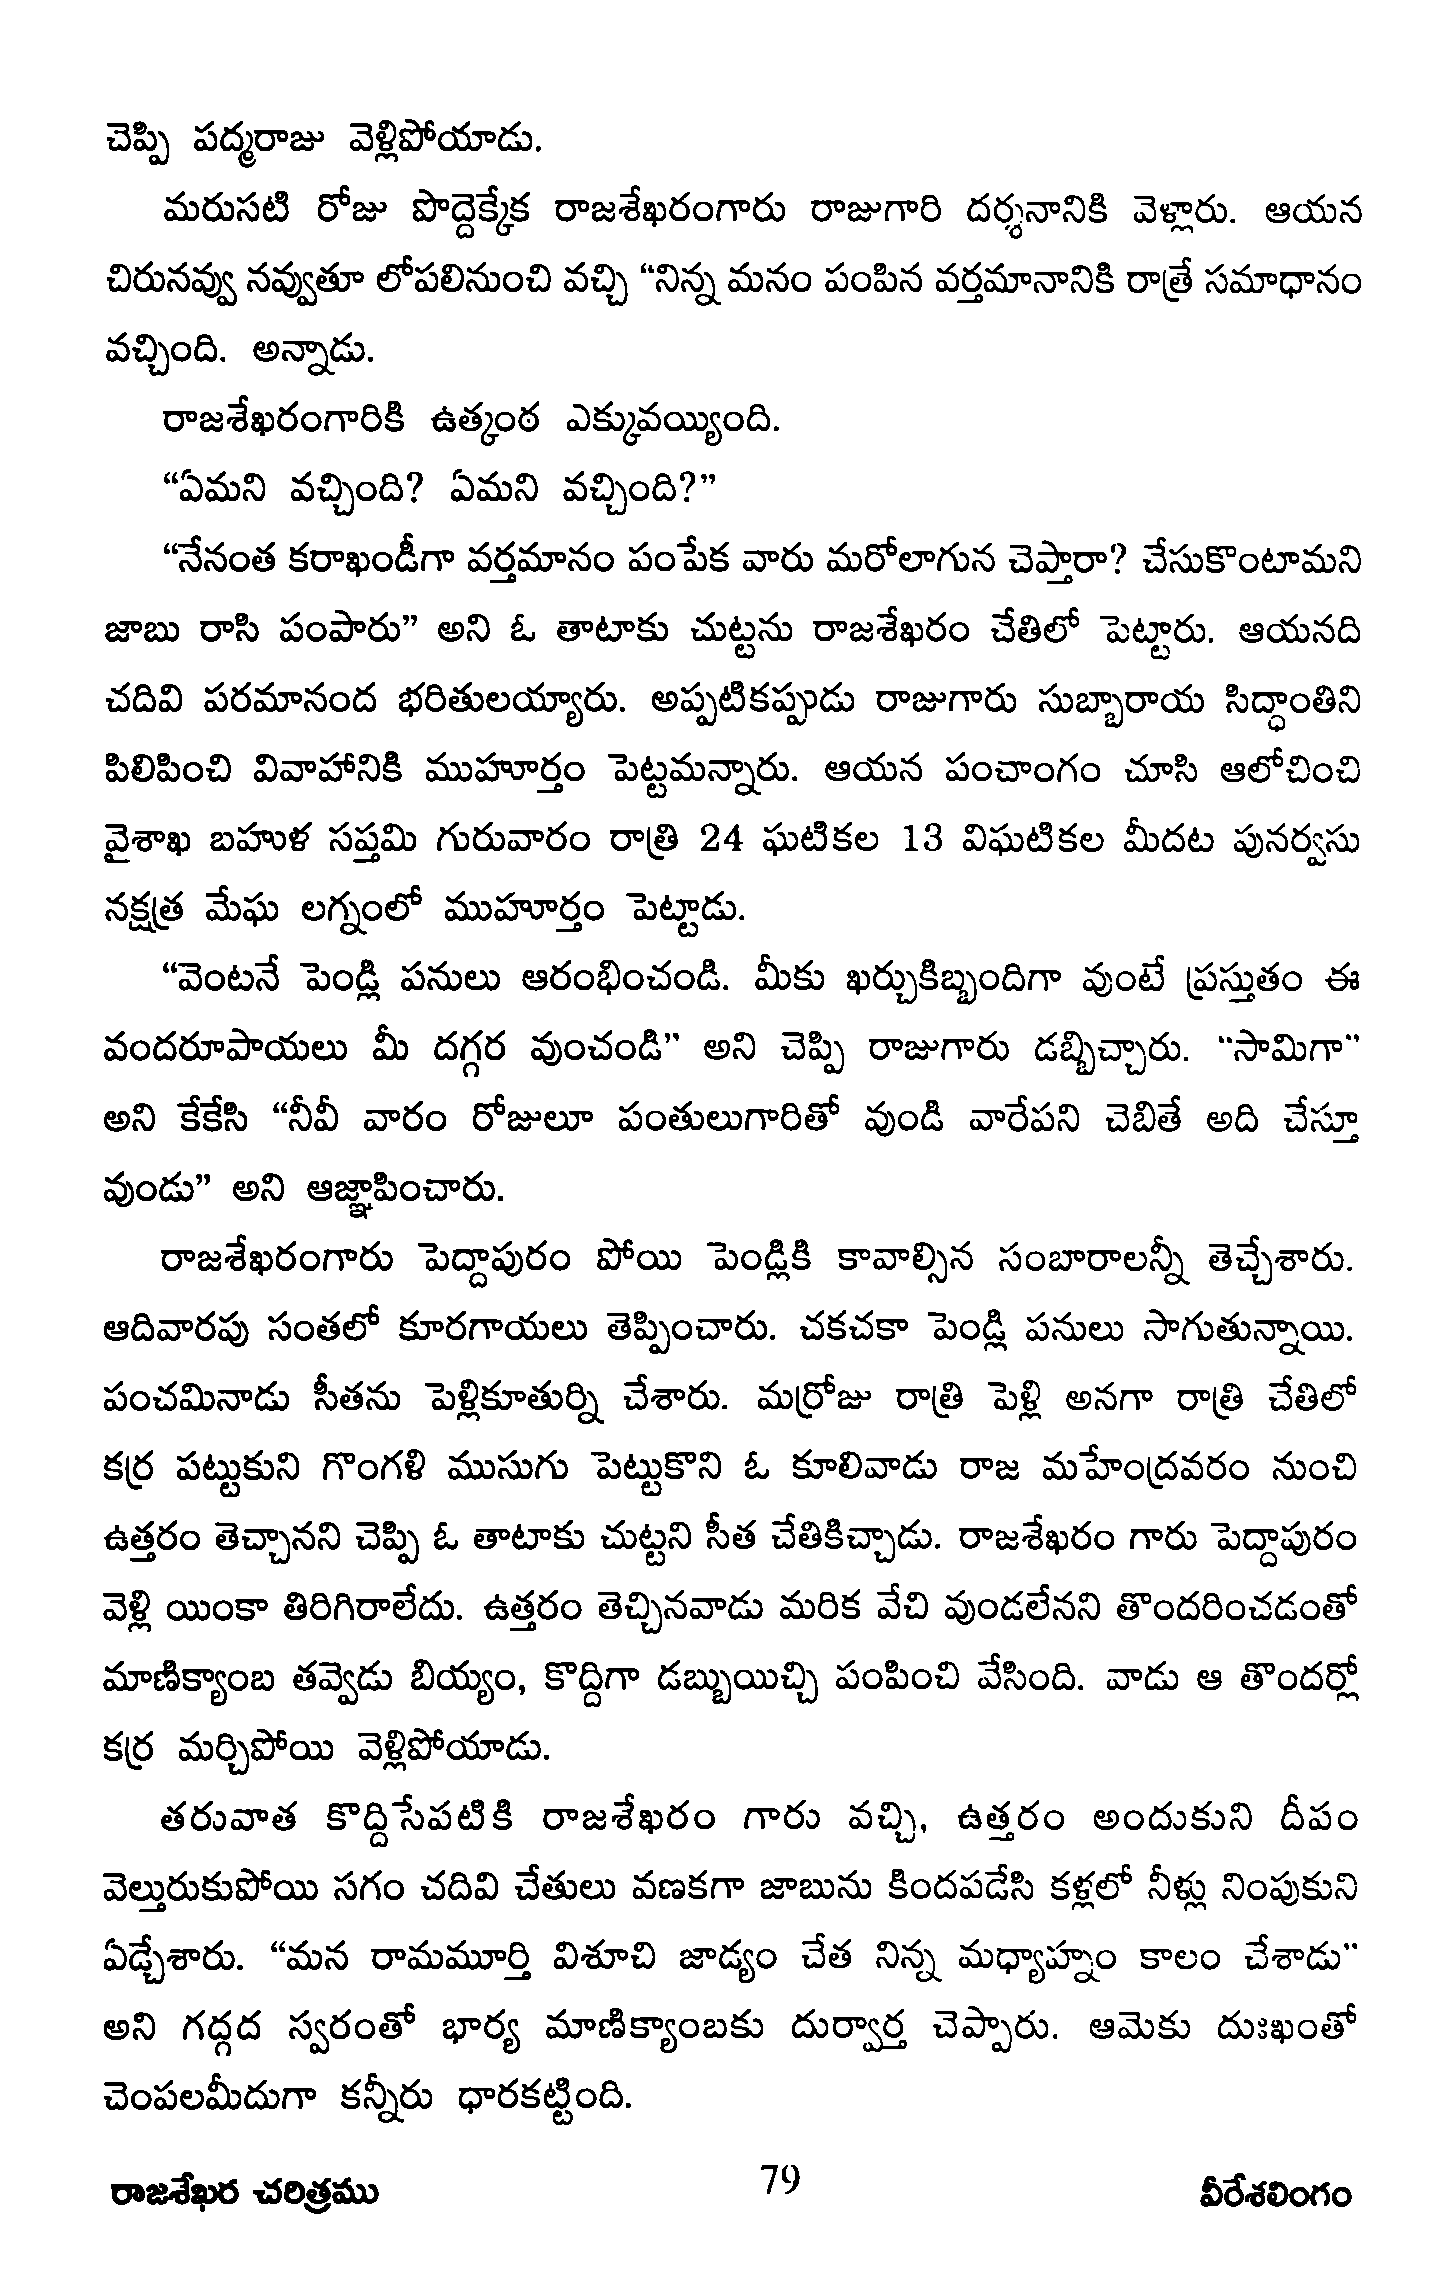 చెప్పి పద్మరాజు వెళ్లిపోయాడు.
మరుసటి రోజు పొద్దెక్కేక రాజశేఖరంగారు రాజుగారి దర్శనానికి వెళ్లారు. ఆయన
చిరునవ్వు నవ్వుతూ లోపలినుంచి వచ్చి “నిన్న మనం పంపిన వర్తమానానికి రాత్రే సమాధానం
వచ్చింది. అన్నాడు.
రాజశేఖరంగారికి ఉత్కంఠ ఎక్కువయ్యింది.
“ఏమని వచ్చింది? ఏమని వచ్చింది?”
“నేనంత కరాఖండీగా వర్తమానం పంపేక వారు మరోలాగున చెప్తారా? చేసుకొంటామని
జాబు రాసి పంపారు” అని ఓ తాటాకు చుట్టను రాజశేఖరం చేతిలో పెట్టారు. ఆయనది
చదివి పరమానంద భరితులయ్యారు. అప్పటికప్పుడు రాజుగారు సుబ్బారాయ సిద్ధాంతిని
పిలిపించి వివాహానికి ముహూర్తం పెట్టమన్నారు. ఆయన పంచాంగం చూసి ఆలోచించి
వైశాఖ బహుళ సప్తమి గురువారం రాత్రి 24 ఘటికల 13 విఘటికల మీదట పునర్వసు
నక్షత్ర మేఘ లగ్నంలో ముహూర్తం పెట్టాడు.
“వెంటనే పెండ్లి పనులు ఆరంభించండి. మీకు ఖర్చుకిబ్బందిగా వుంటే ప్రస్తుతం ఈ
వందరూపాయలు మీ దగ్గర వుంచండి” అని చెప్పి రాజుగారు డబ్బిచ్చారు. “సామిగా”
అని కేకేసి “నీవీ వారం రోజులూ పంతులుగారితో వుండి వారేపని చెబితే అది చేస్తూ
వుండు” అని ఆజ్ఞాపించారు.
రాజశేఖరంగారు పెద్దాపురం పోయి పెండ్లికి కావాల్సిన సంబారాలన్నీ తెచ్చేశారు.
ఆదివారపు సంతలో కూరగాయలు తెప్పించారు. చకచకా పెండ్లి పనులు సాగుతున్నాయి.
పంచమినాడు సీతను పెళ్లికూతుర్ని చేశారు. మర్రోజు రాత్రి పెళ్లి అనగా రాత్రి చేతిలో
కర్ర పట్టుకుని గొంగళి ముసుగు పెట్టుకొని ఓ కూలివాడు రాజ మహేంద్రవరం నుంచి
ఉత్తరం తెచ్చానని చెప్పి ఓ తాటాకు చుట్టని సీత చేతికిచ్చాడు. రాజశేఖరం గారు పెద్దాపురం
వెళ్లి యింకా తిరిగిరాలేదు. ఉత్తరం తెచ్చినవాడు మరిక వేచి వుండలేనని తొందరించడంతో
మాణిక్యాంబ తవ్వెడు బియ్యం, కొద్దిగా డబ్బుయిచ్చి పంపించి వేసింది. వాడు ఆ తొందర్లో
కర్ర మర్చిపోయి వెళ్లిపోయాడు.
తరువాత కొద్దిసేపటికి రాజశేఖరం గారు వచ్చి, ఉత్తరం అందుకుని దీపం
వెల్తురుకుపోయి సగం చదివి చేతులు వణకగా జాబును కిందపడేసి కళ్లలో నీళ్లు నింపుకుని
ఏడ్చేశారు. “మన రామమూర్తి విశూచి జాడ్యం చేత నిన్న మధ్యాహ్నం కాలం చేశాడు”
అని గద్గద స్వరంతో భార్య మాణిక్యాంబకు దుర్వార్త చెప్పారు. ఆమెకు దుఃఖంతో
చెంపలమీదుగా కన్నీరు ధారకట్టింది.
రాజశేఖర చరిత్రము 79 వీరేశలింగం